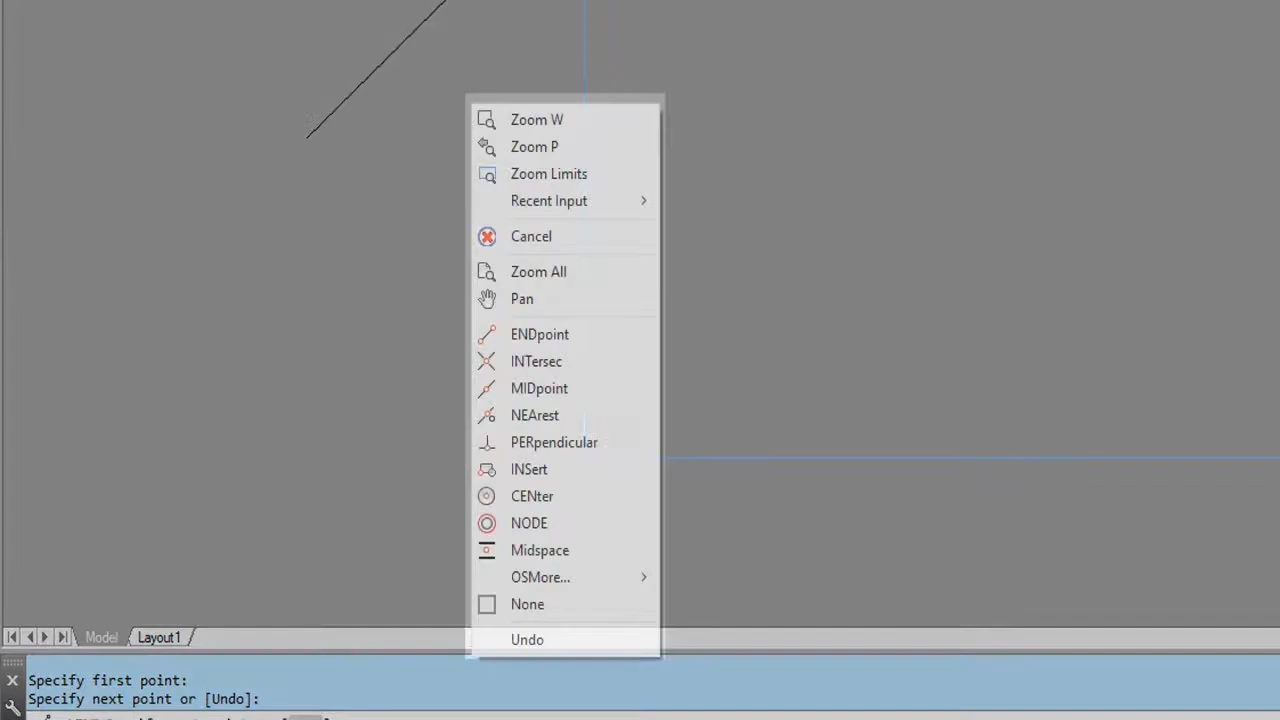 Zoom W
Zoom P
Zoom Limits
Recent Input
Cancel
Zoom All
Pan
ENDpoint
INTersec
MIDpoint
NEArest
PERpendicular
INSert
CENter
NODE
Midspace
OSMore...
None
Undo
Model
Layout1
Specify first point:
Specify next point or [Undo]: